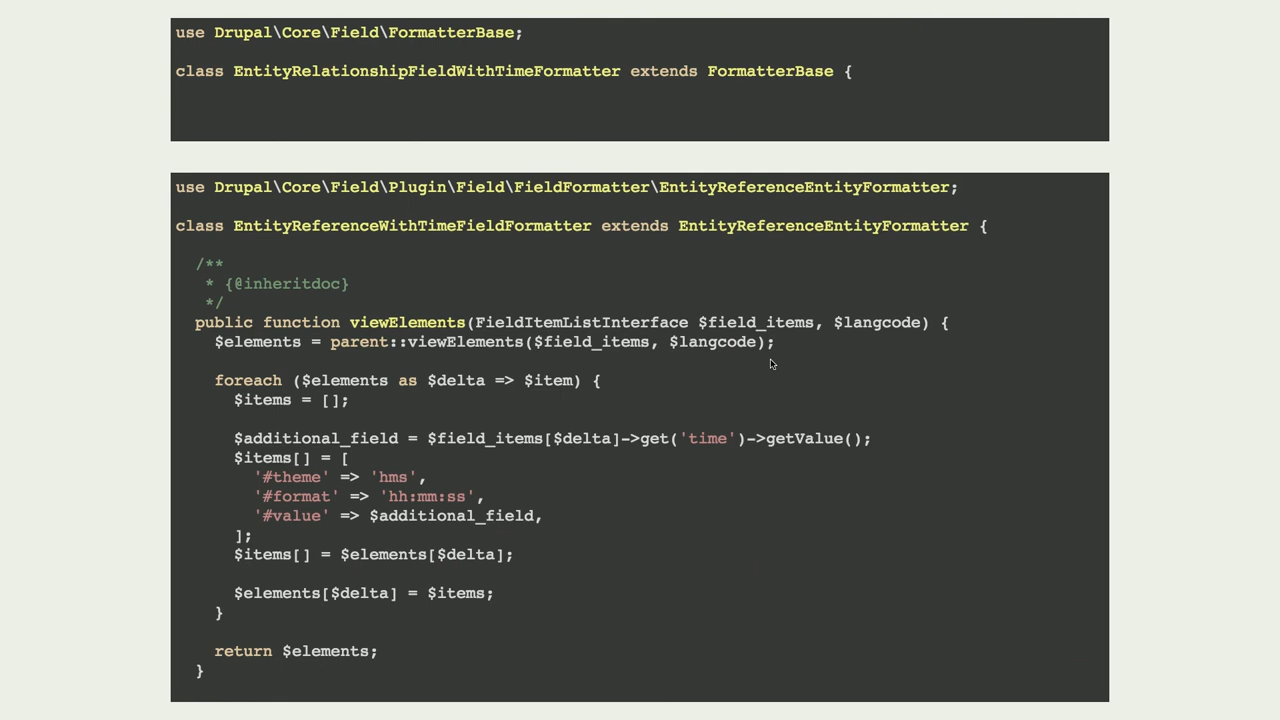 use Drupal\Core\Field\FormatterBase;
class EntityRelationshipFieldWithTimeFormatter extends FormatterBase {
use Drupal\Core\Field\Plugin\Field\FieldFormatter\EntityReferenceEntityFormatter;
class EntityReferenceWithTimeFieldFormatter extends EntityReferenceEntityFormatter {
/**
* {@inheritdoc}
*/
public function viewElements(FieldItemListInterface $field_items, $langcode) {
$elements = parent::viewElements($field_items, $langcode);
foreach ($elements as $delta => $item) {
$items = [];
$additional_field = $field_items[$delta]->get('time')->getValue();
$items[] = [
'#theme' => 'hms',
'#format' => 'hh:mm:ss',
'#value' => $additional_field,
];
$items[] = $elements[$delta];
$elements[$delta] = $items;
}
return $elements;
}